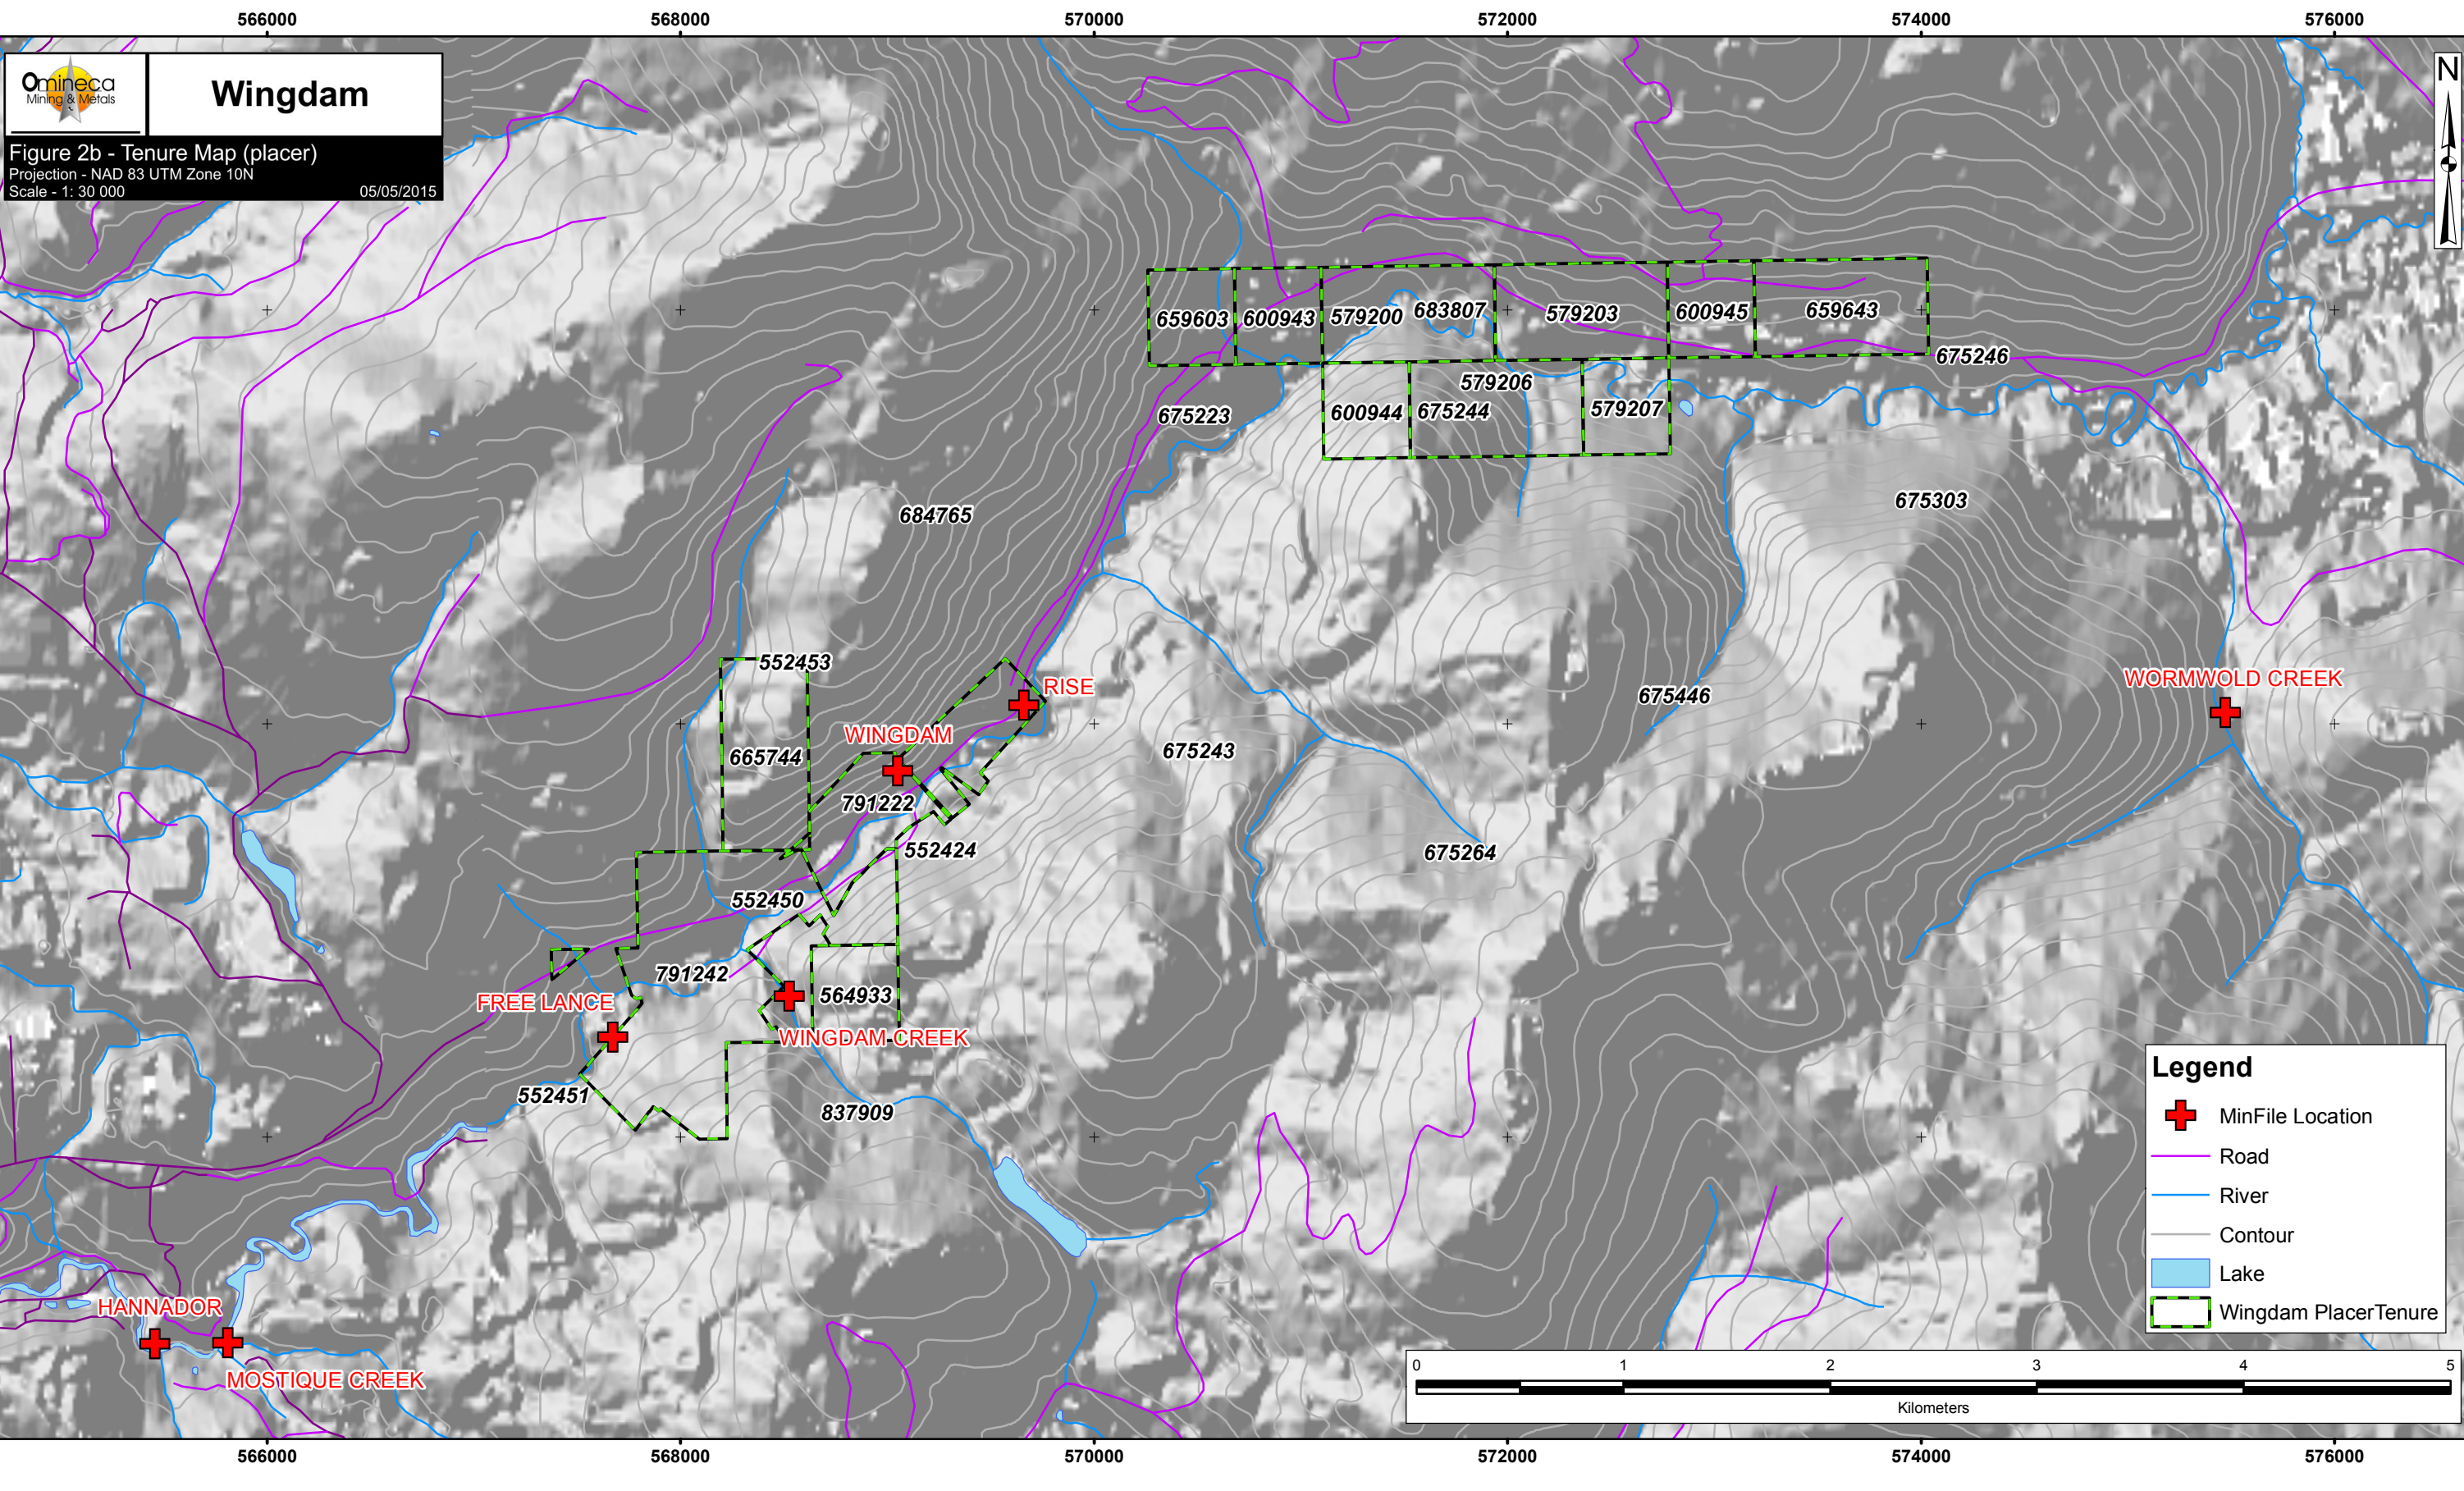 566000 568000 570000 572000 574000 576000
Omineca
Mining & Metals
Wingdam
Figure 2b - Tenure Map (placer)
Projection - NAD 83 UTM Zone 10N
Scale - 1: 30 000 05/05/2015
N
659603 600943 579200 683807 579203 600945 659643
675246
579206
675223 600944 675244 579207
684765
675303
552453
RISE
WORMWOLD CREEK
675446
WINGDAM
665744
675243
791222
552424
675264
552450
791242
FREE LANCE
564933
WINGDAM CREEK
552451
837909
HANNADOR
MOSTIQUE CREEK
Legend
MinFile Location
Road
River
Contour
Lake
Wingdam PlacerTenure
0 1 2 3 4 5
Kilometers
566000 568000 570000 572000 574000 576000